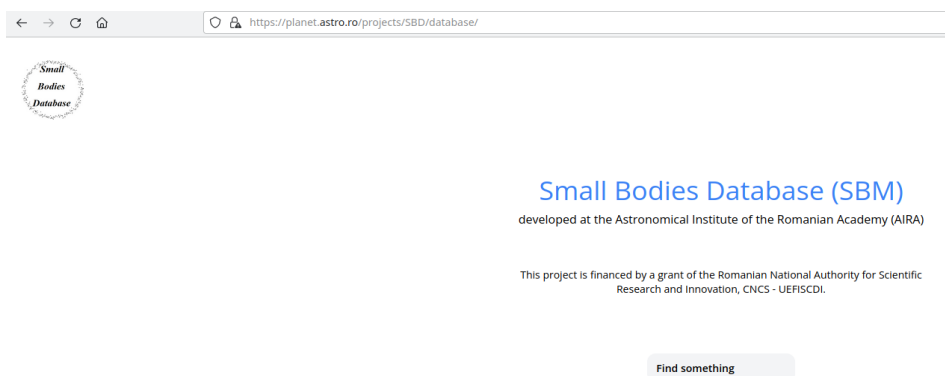 https://planet.astro.ro/projects/SBD/database/
Small
Bodies
Database
Small Bodies Database (SBM)
developed at the Astronomical Institute of the Romanian Academy (AIRA)
This project is financed by a grant of the Romanian National Authority for Scientific
Research and Innovation, CNCS - UEFISCDI.
Find something